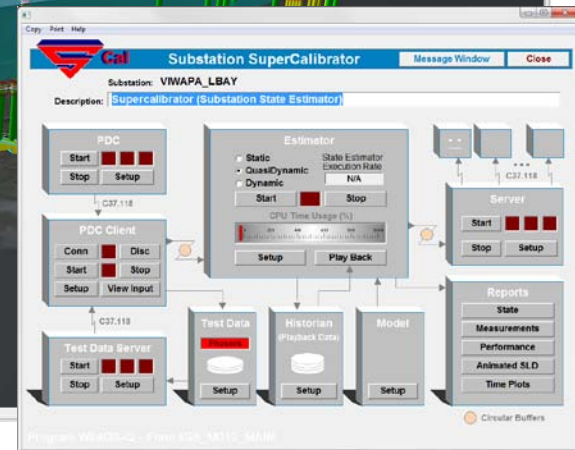 Copy Print Help
Cal
Substation SuperCalibrator
Message Window
Close
Substation: VIWAPA_LBAY
Description: Supercalibrator (Substation State Estimator)
PDC
Start
Stop Setup
C37.118
PDC Client
Conn Disc
Start Stop
Setup View Input
C37.118
Test Data Server
Start
Stop Setup
Estimator
Static
QuasiDynamic
Dynamic
State Estimator
Execution Rate
N/A
Start Stop
CPU Time Usage (%)
Setup Play Back
Test Data
Phasors
Setup
Historian
(Playback Data)
Setup
Model
Setup
C37.118
Server
Start
Stop Setup
Reports
State
Measurements
Performance
Animated SLD
Time Plots
Circular Buffers